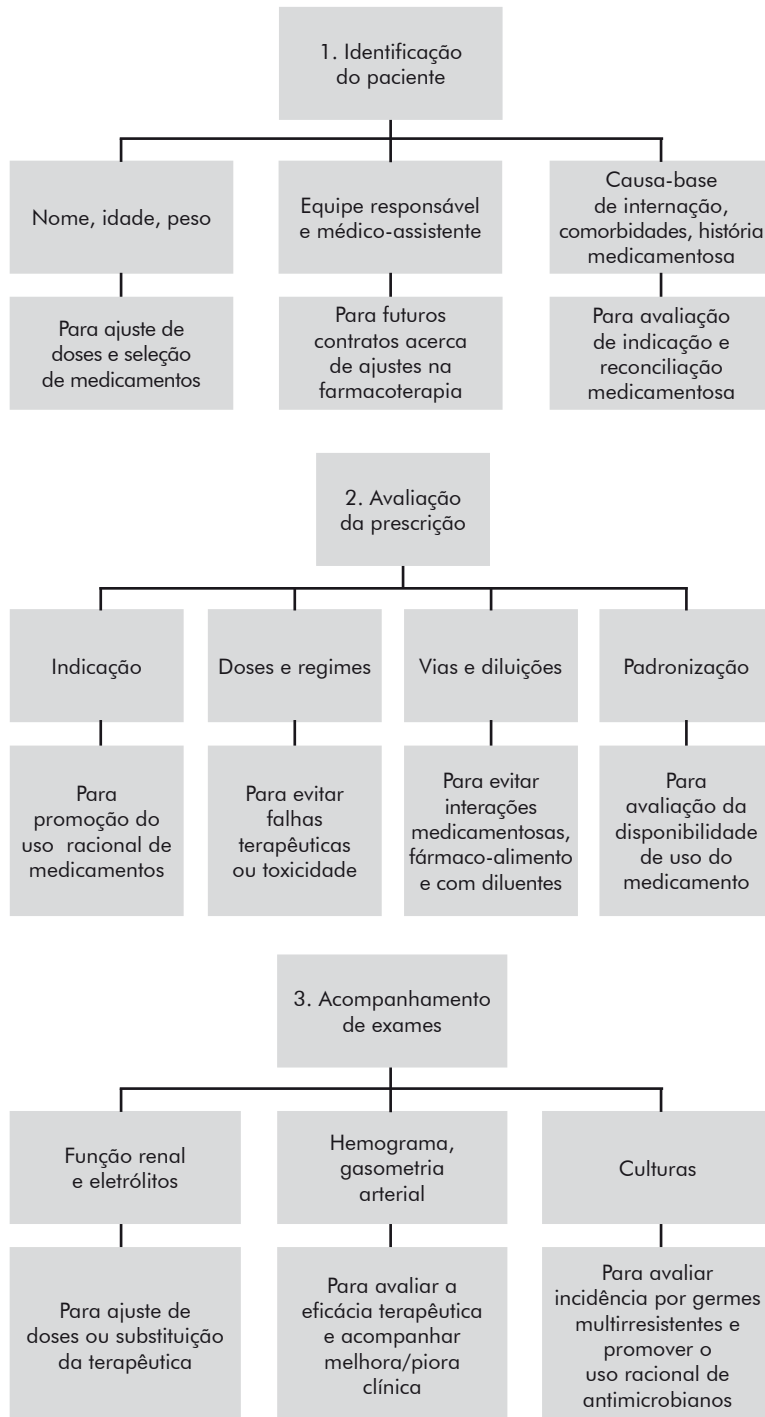 1. Identificação
do paciente
Nome, idade, peso
Equipe responsável
e médico-assistente
Causa-base
de internação,
comorbidades, história
medicamentosa
Para ajuste de
doses e seleção
de medicamentos
Para futuros
contratos acerca
de ajustes na
farmacoterapia
Para avaliação
de indicação e
reconciliação
medicamentosa
2. Avaliação
da prescrição
Indicação
Doses e regimes
Vias e diluições
Padronização
Para
promoção do
uso racional de
medicamentos
Para evitar
falhas
terapêuticas
ou toxicidade
Para evitar
interações
medicamentosas,
fármaco-alimento
e com diluentes
Para
avaliação da
disponibilidade
de uso do
medicamento
3. Acompanhamento
de exames
Função renal
e eletrólitos
Hemograma,
gasometria
arterial
Culturas
Para ajuste de
doses ou substituição
da terapêutica
Para avaliar a
eficácia terapêutica
e acompanhar
melhora/piora
clínica
Para avaliar
incidência por germes
multirresistentes e
promover o
uso racional de
antimicrobianos